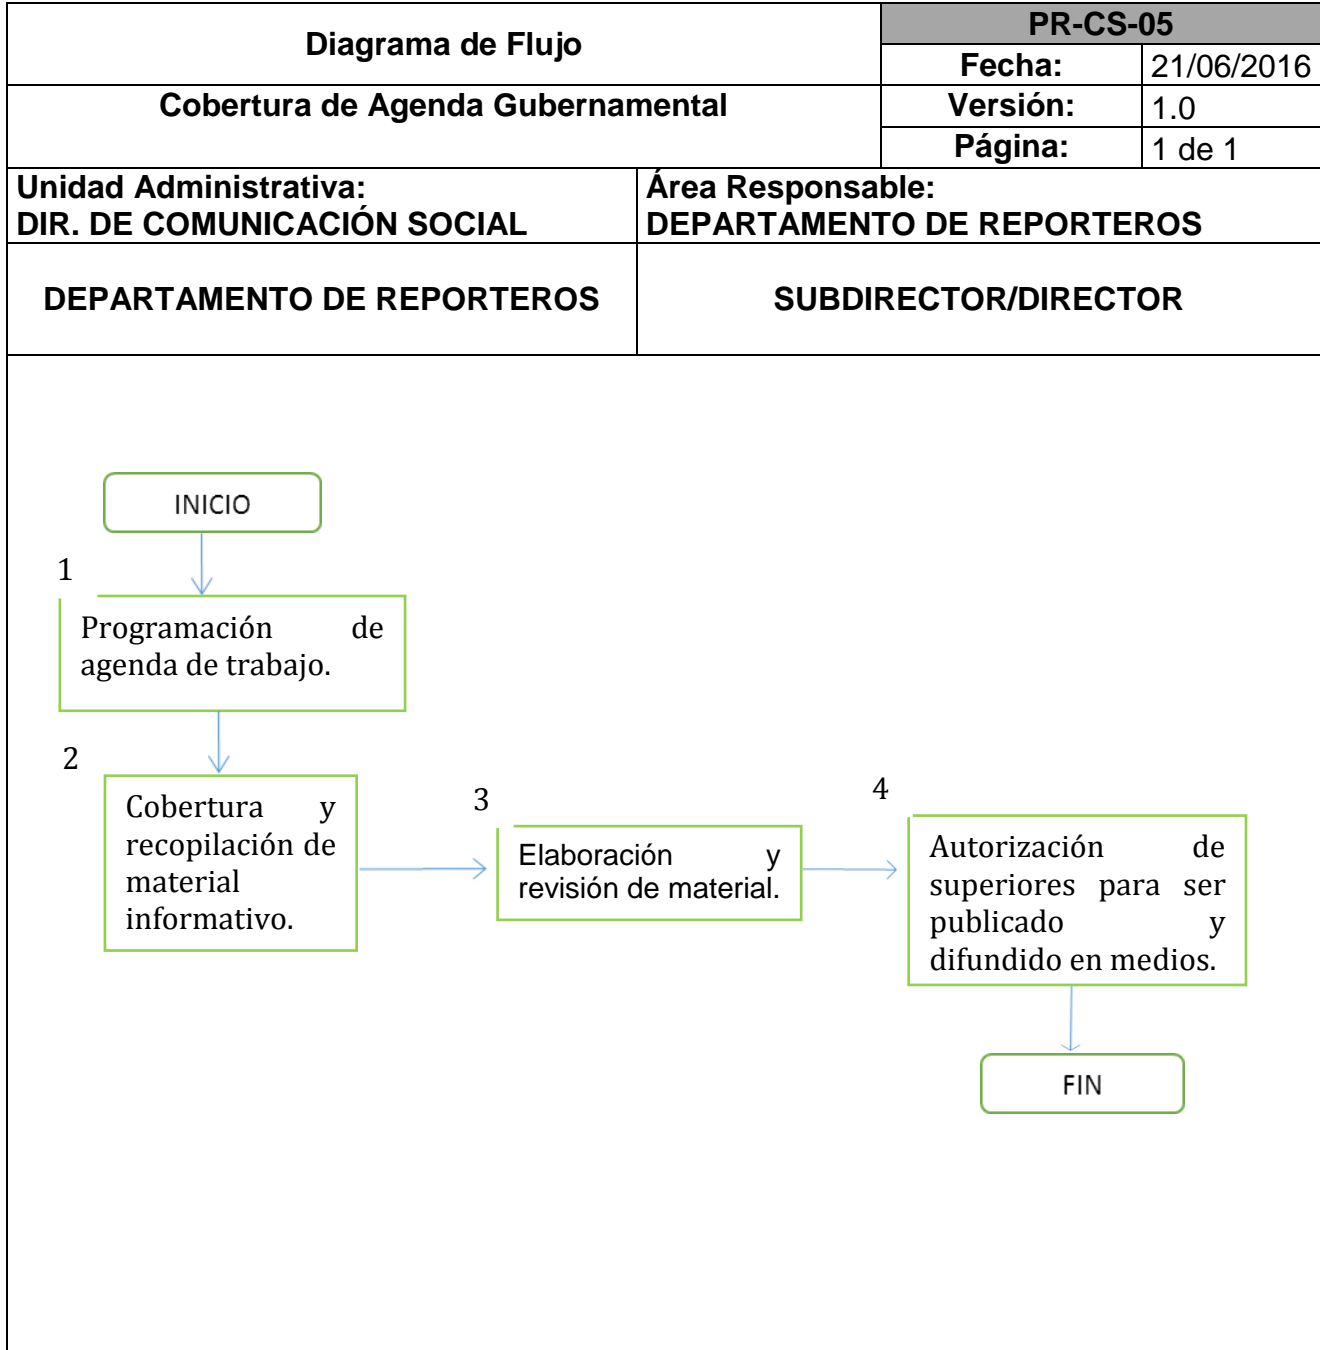 Diagrama de Flujo
PR-CS-05
Fecha: 21/06/2016
Cobertura de Agenda Gubernamental
Versión: 1.0
Página: 1 de 1
Unidad Administrativa:
DIR. DE COMUNICACIÓN SOCIAL
Área Responsable:
DEPARTAMENTO DE REPORTEROS
DEPARTAMENTO DE REPORTEROS
SUBDIRECTOR/DIRECTOR
INICIO
1
Programación de
agenda de trabajo.
2
Cobertura y
recopilación de
material
informativo.
3
Elaboración y
revisión de material.
4
Autorización de
superiores para ser
publicado y
difundido en medios.
FIN